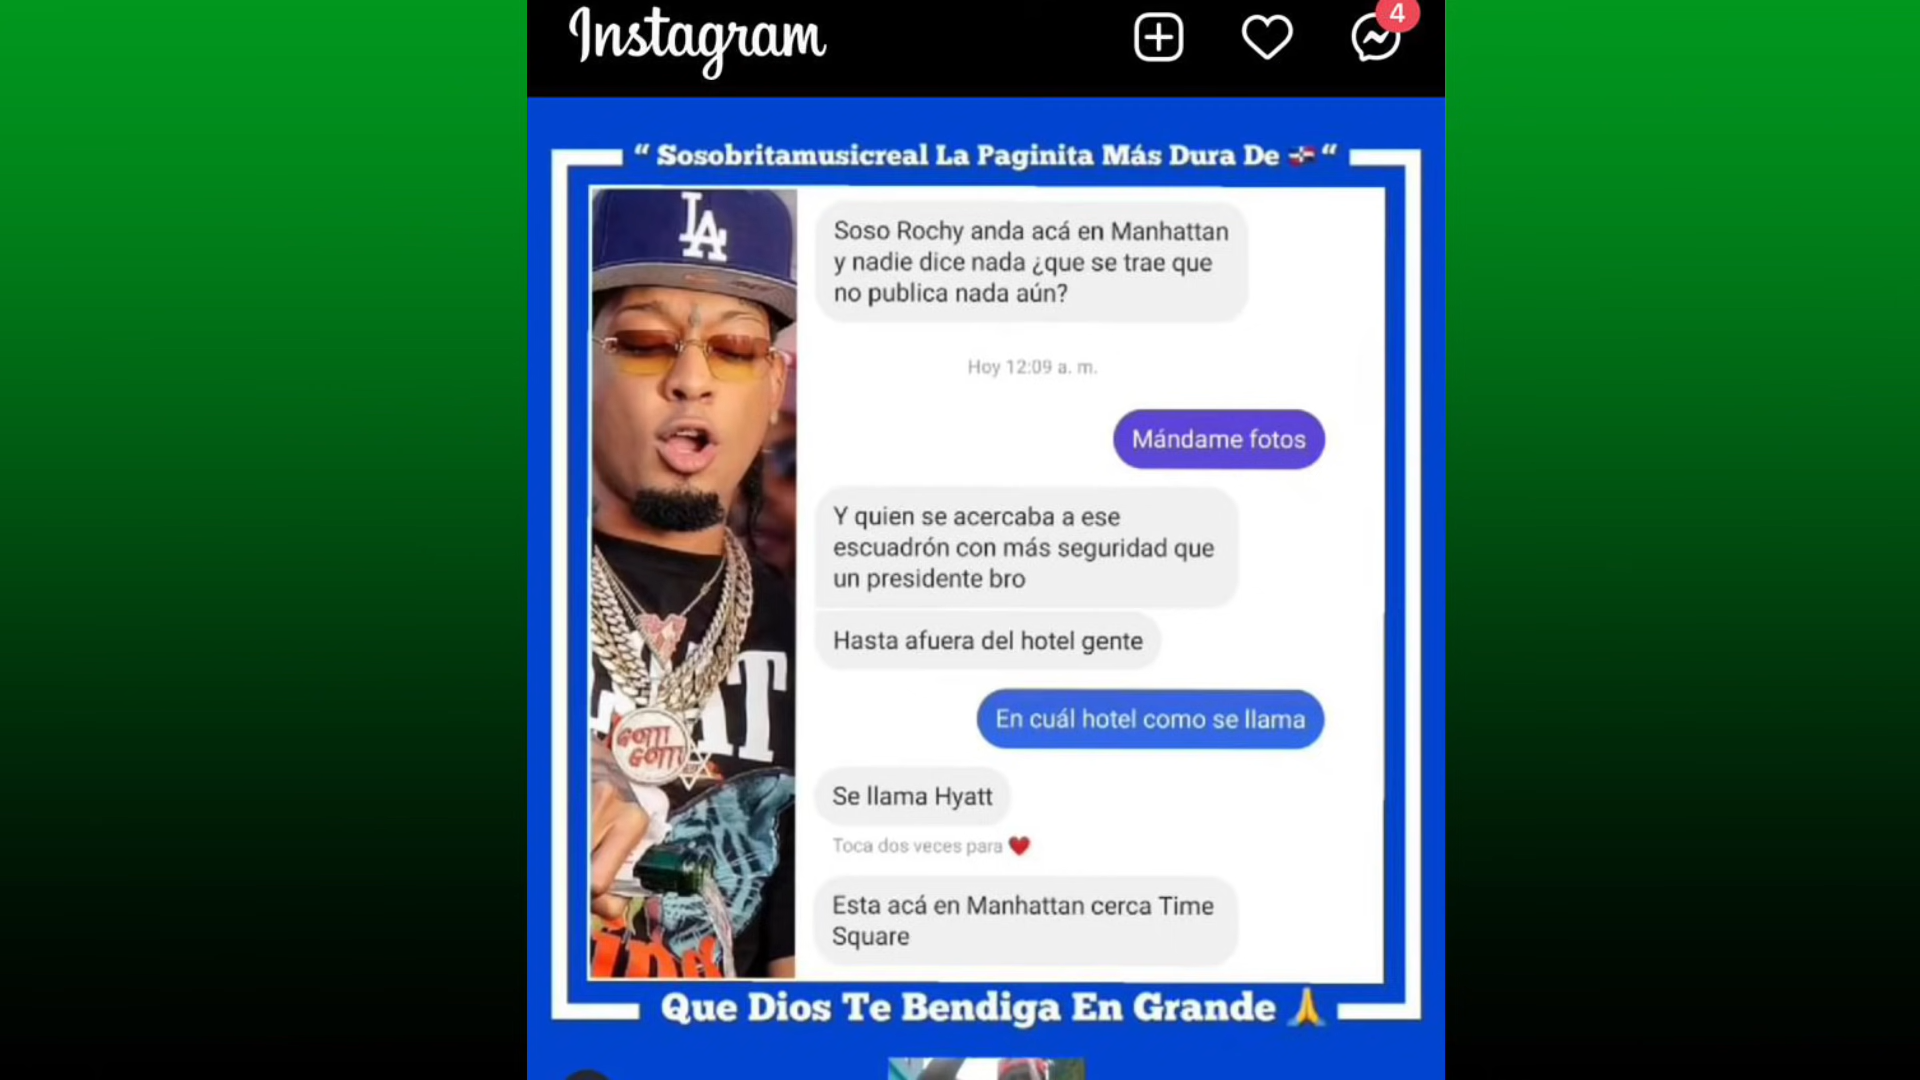 Instagram
4
“ Sosobritamusicreal La Paginita Más Dura De 🇩🇴 “
LA
Soso Rochy anda acá en Manhattan
y nadie dice nada ¿que se trae que
no publica nada aún?
Hoy 12:09 a. m.
Mándame fotos
Y quien se acercaba a ese
escuadrón con más seguridad que
un presidente bro
Hasta afuera del hotel gente
En cuál hotel como se llama
GOTTI
GOTTI
Se llama Hyatt
Toca dos veces para ❤️
Esta acá en Manhattan cerca Time
Square
Que Dios Te Bendiga En Grande 🙏